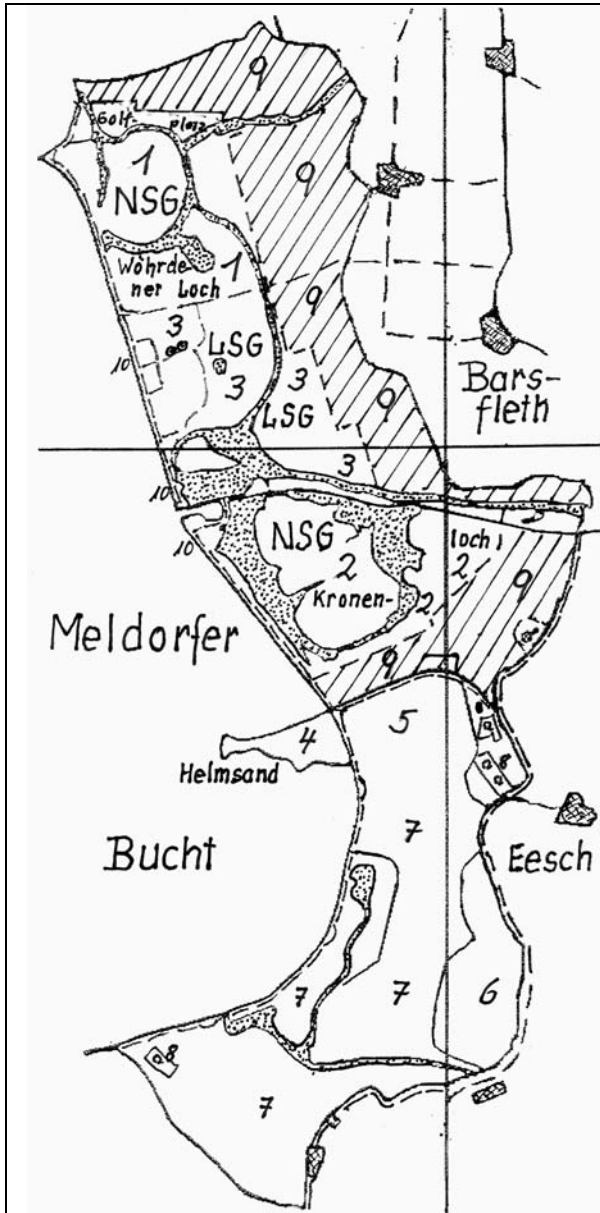 9
Golf-
platz
1
9
NSG
Wöhrde-
ner Loch
1
9
3
10
LSG
3
3
9
Bars-
fleth
LSG
3
10
10
NSG
loch)
2
2
9
Kronen-
2
Meldorfer
9
5
8
4
8
Helmsand
7
Bucht
Eesch
7
7
6
8
7